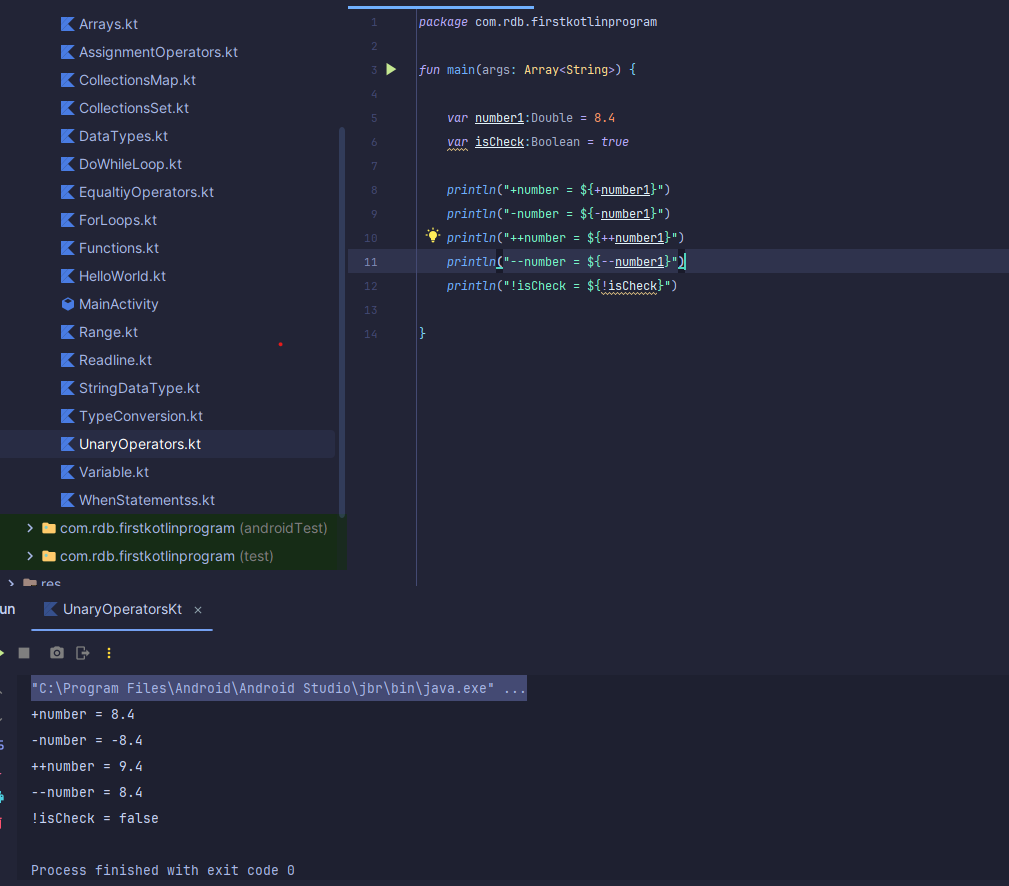 Arrays.kt
AssignmentOperators.kt
CollectionsMap.kt
CollectionsSet.kt
DataTypes.kt
DoWhileLoop.kt
EqualtiyOperators.kt
ForLoops.kt
Functions.kt
HelloWorld.kt
MainActivity
Range.kt
Readline.kt
StringDataType.kt
TypeConversion.kt
UnaryOperators.kt
Variable.kt
WhenStatementss.kt
com.rdb.firstkotlinprogram (androidTest)
com.rdb.firstkotlinprogram (test)
res
1 package com.rdb.firstkotlinprogram
2
3 fun main(args: Array<String>) {
4
5 var number1:Double = 8.4
6 var isCheck:Boolean = true
7
8 println("+number = ${+number1}")
9 println("-number = ${-number1}")
10 println("++number = ${++number1}")
11 println("--number = ${--number1}")
12 println("!isCheck = ${!isCheck}")
13
14 }
un UnaryOperatorsKt ×
"C:\Program Files\Android\Android Studio\jbr\bin\java.exe" ...
+number = 8.4
-number = -8.4
++number = 9.4
--number = 8.4
!isCheck = false
Process finished with exit code 0